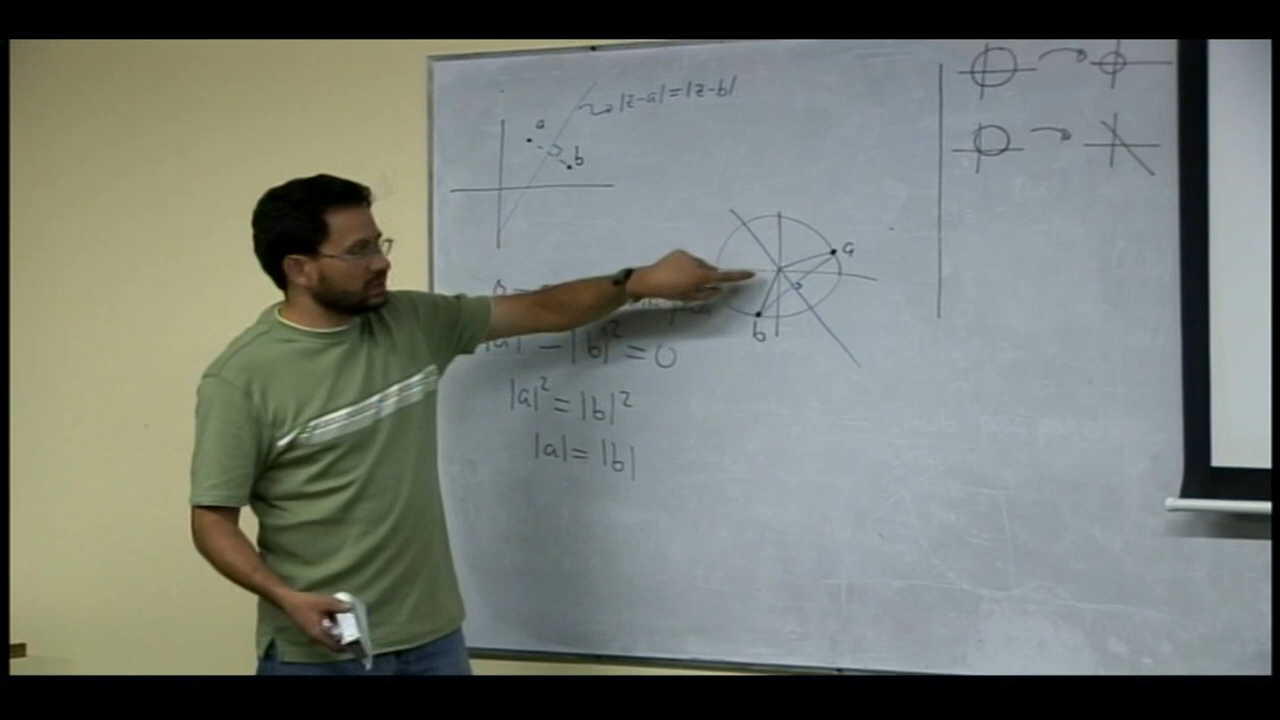 |z-a|=|z-b|
a
b
a
b
|a|² - |b|² = 0
|a|² = |b|²
|a| = |b|